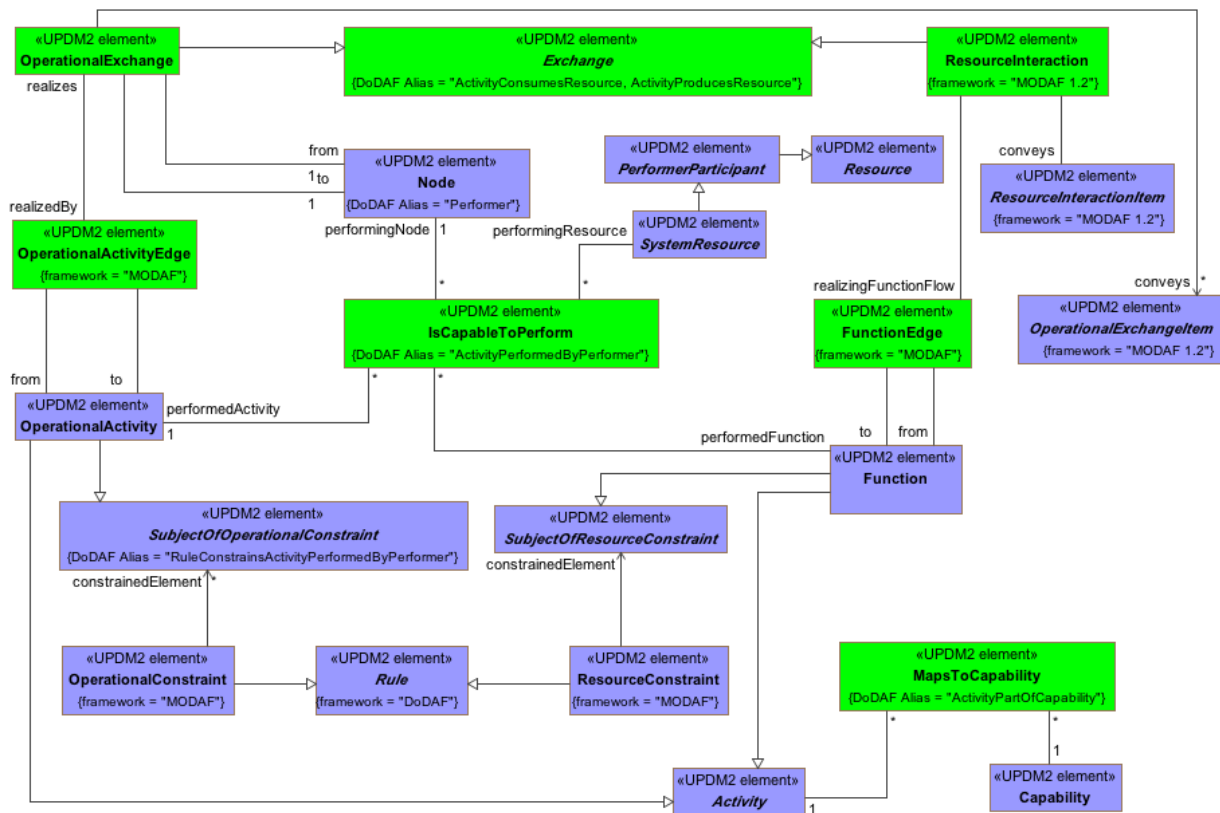 «UPDM2 element»
OperationalExchange
«UPDM2 element»
Exchange
{DoDAF Alias = "ActivityConsumesResource, ActivityProducesResource"}
«UPDM2 element»
ResourceInteraction
{framework = "MODAF 1.2"}
realizes
from
1
to
1
«UPDM2 element»
Node
{DoDAF Alias = "Performer"}
performingNode
1
«UPDM2 element»
PerformerParticipant
«UPDM2 element»
Resource
conveys
«UPDM2 element»
ResourceInteractionItem
{framework = "MODAF 1.2"}
realizedBy
«UPDM2 element»
OperationalActivityEdge
{framework = "MODAF"}
performingResource
«UPDM2 element»
SystemResource
*
*
realizingFunctionFlow
conveys
*
«UPDM2 element»
IsCapableToPerform
{DoDAF Alias = "ActivityPerformedByPerformer"}
«UPDM2 element»
FunctionEdge
{framework = "MODAF"}
«UPDM2 element»
OperationalExchangeItem
{framework = "MODAF 1.2"}
from
to
*
*
«UPDM2 element»
OperationalActivity
performedActivity
1
performedFunction
to
from
«UPDM2 element»
Function
«UPDM2 element»
SubjectOfOperationalConstraint
{DoDAF Alias = "RuleConstrainsActivityPerformedByPerformer"}
«UPDM2 element»
SubjectOfResourceConstraint
constrainedElement
*
constrainedElement
«UPDM2 element»
OperationalConstraint
{framework = "MODAF"}
«UPDM2 element»
Rule
{framework = "DoDAF"}
«UPDM2 element»
ResourceConstraint
{framework = "MODAF"}
«UPDM2 element»
MapsToCapability
{DoDAF Alias = "ActivityPartOfCapability"}
*
*
1
«UPDM2 element»
Activity
1
«UPDM2 element»
Capability